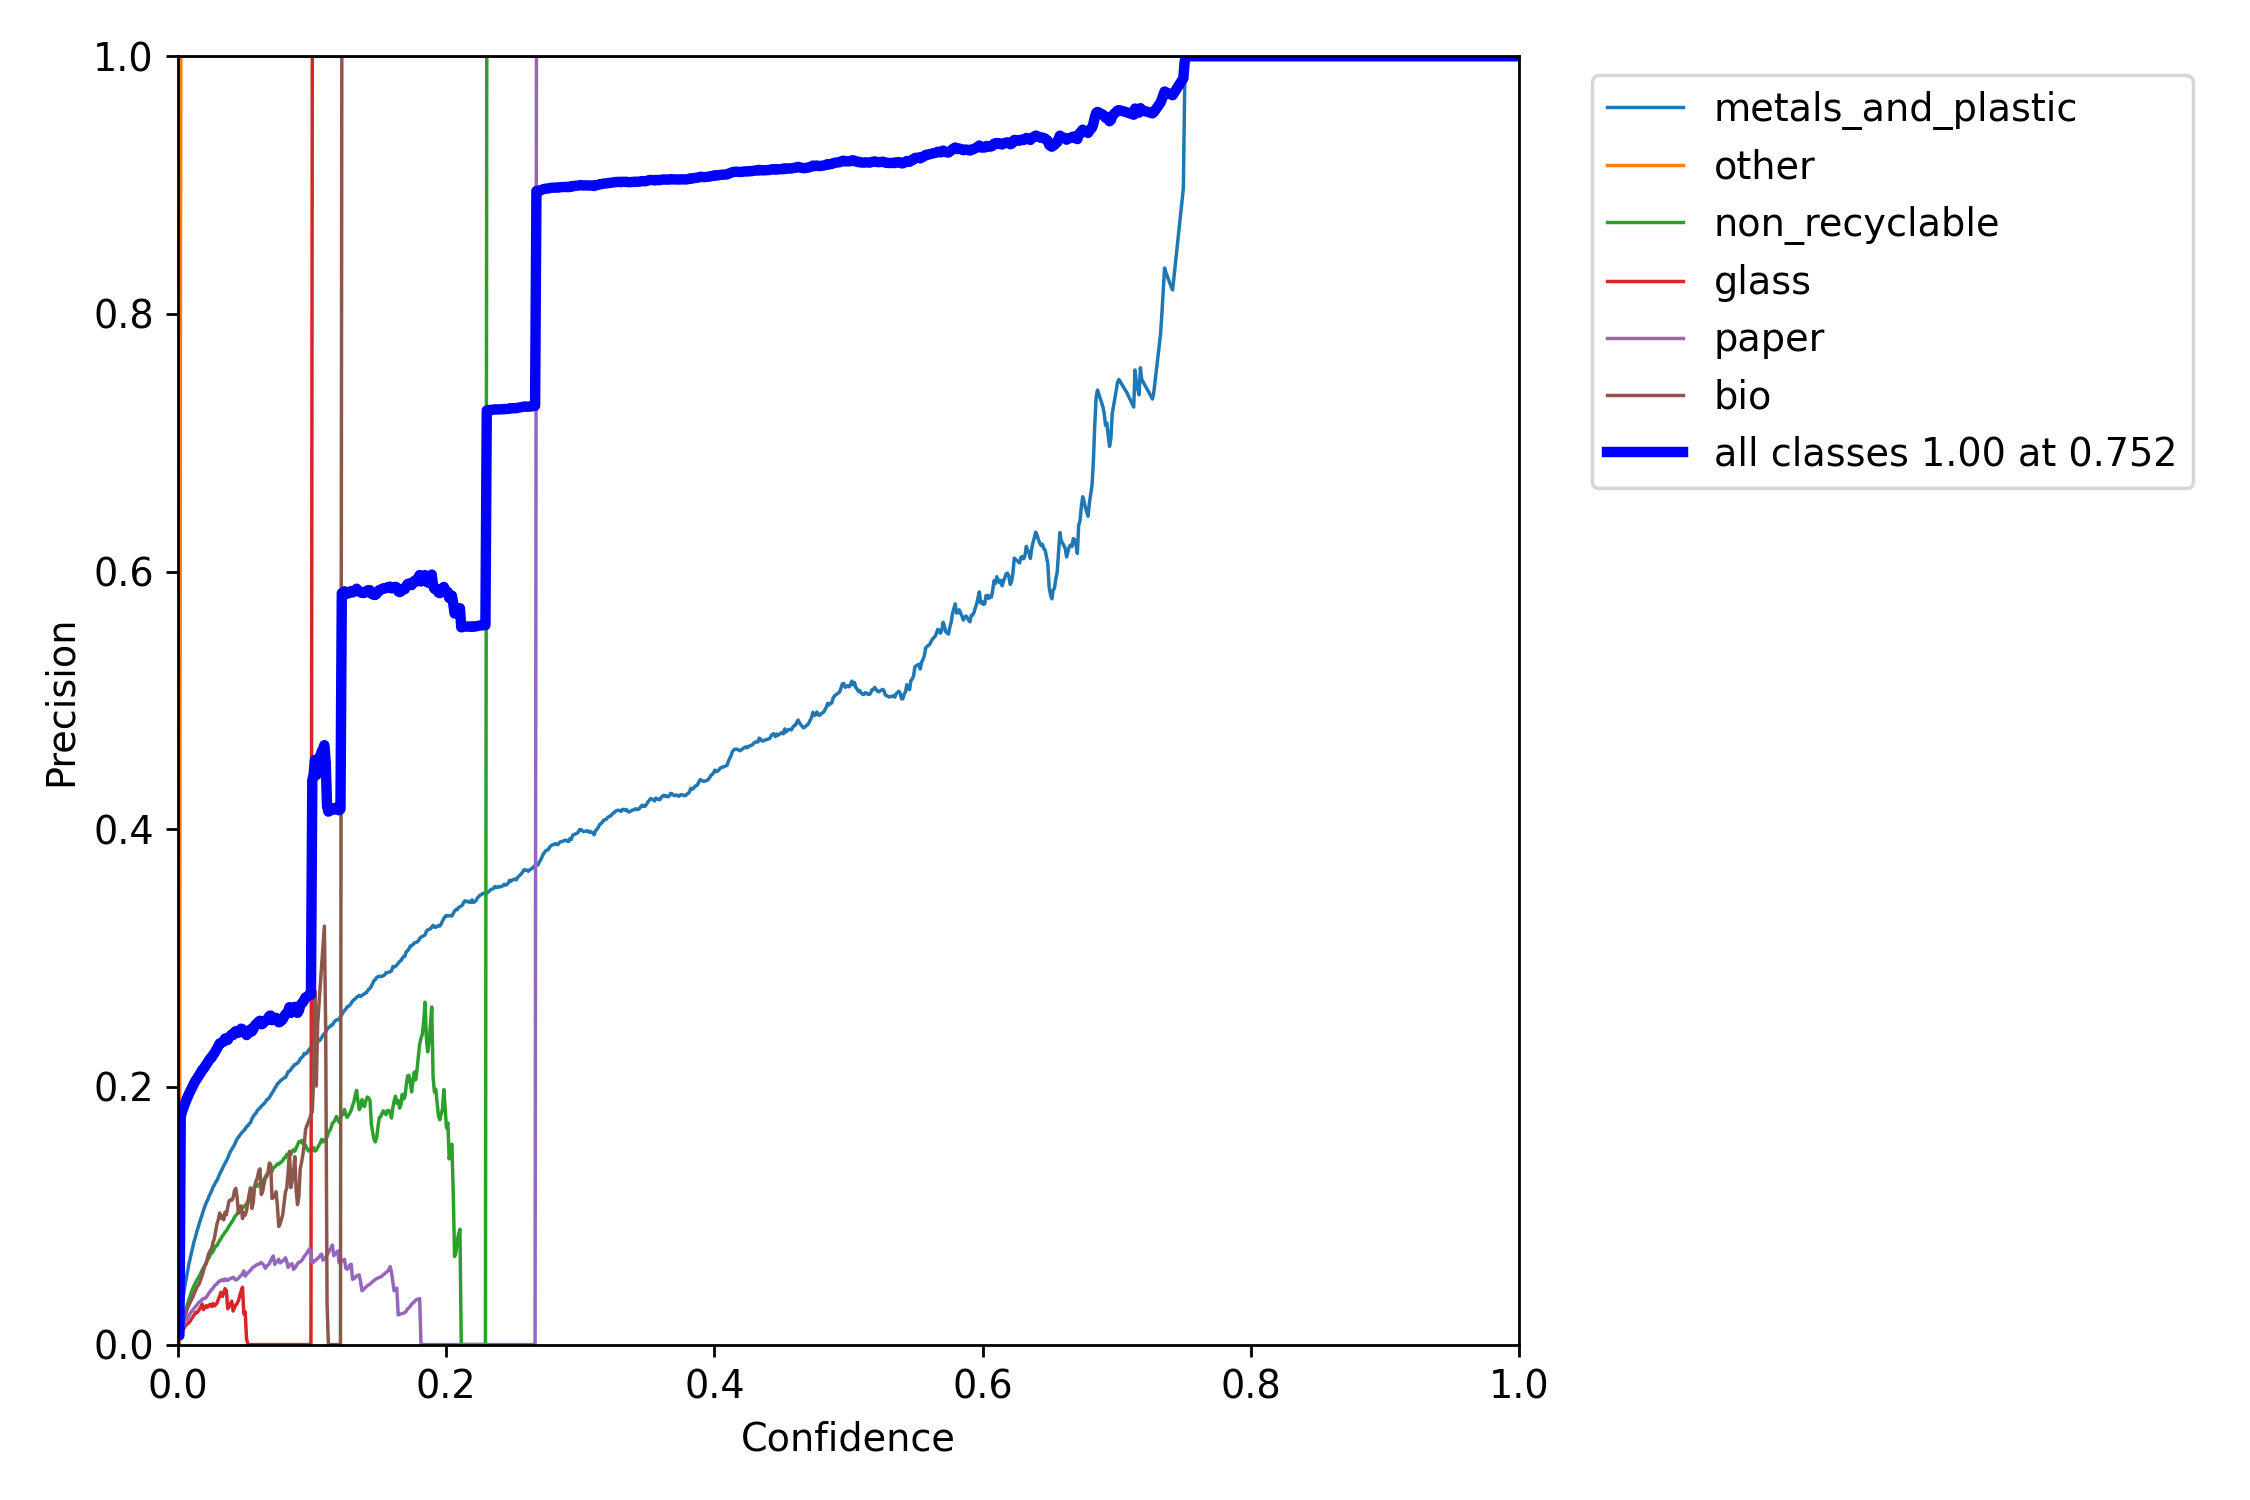 1.0
0.8
0.6
0.4
0.2
0.0
Precision
0.0 0.2 0.4 0.6 0.8 1.0
Confidence
metals_and_plastic
other
non_recyclable
glass
paper
bio
all classes 1.00 at 0.752